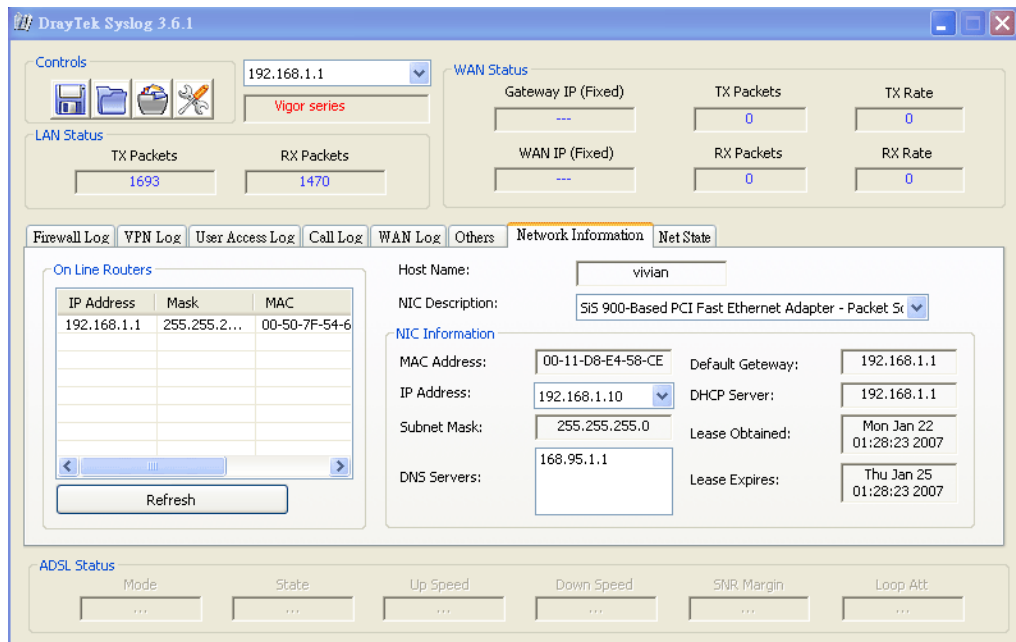 DrayTek Syslog 3.6.1
Controls
192.168.1.1
Vigor series
LAN Status
TX Packets
RX Packets
1693
1470
WAN Status
Gateway IP (Fixed)
TX Packets
TX Rate
---
0
0
WAN IP (Fixed)
RX Packets
RX Rate
---
0
0
Firewall Log
VPN Log
User Access Log
Call Log
WAN Log
Others
Network Information
Net State
On Line Routers
IP Address
Mask
MAC
192.168.1.1
255.255.2...
00-50-7F-54-6
Refresh
Host Name:
vivian
NIC Description:
SiS 900-Based PCI Fast Ethernet Adapter - Packet Sc
NIC Information
MAC Address:
00-11-D8-E4-58-CE
IP Address:
192.168.1.10
Subnet Mask:
255.255.255.0
DNS Servers:
168.95.1.1
Default Geteway:
192.168.1.1
DHCP Server:
192.168.1.1
Lease Obtained:
Mon Jan 22
01:28:23 2007
Lease Expires:
Thu Jan 25
01:28:23 2007
ADSL Status
Mode
State
Up Speed
Down Speed
SNR Margin
Loop Att
...
...
...
...
...
...